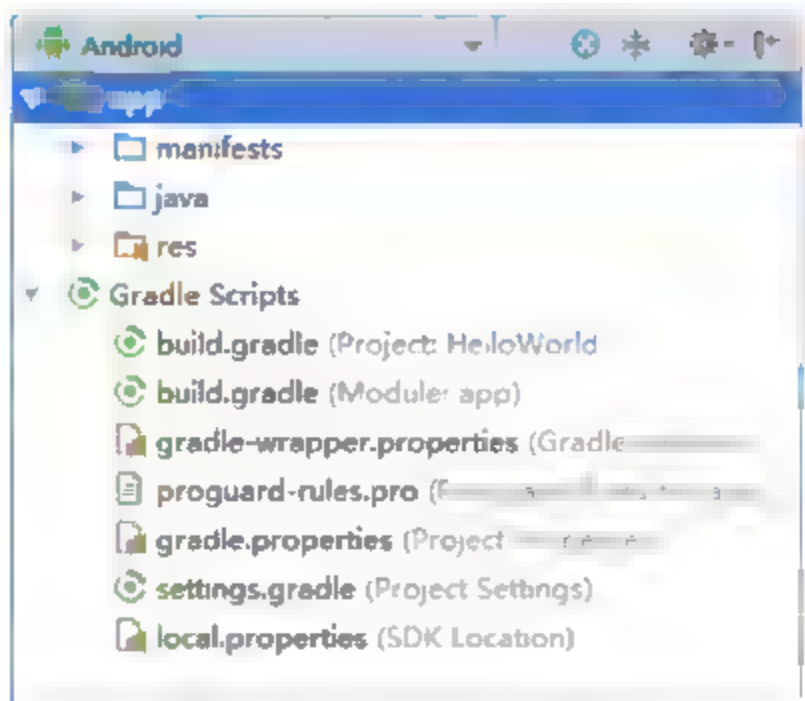 Android
app
manifests
java
res
Gradle Scripts
build.gradle (Project: HelloWorld
build.gradle (Module: app)
gradle-wrapper.properties (Gradle
proguard-rules.pro
gradle.properties (Project
settings.gradle (Project Settings)
local.properties (SDK Location)